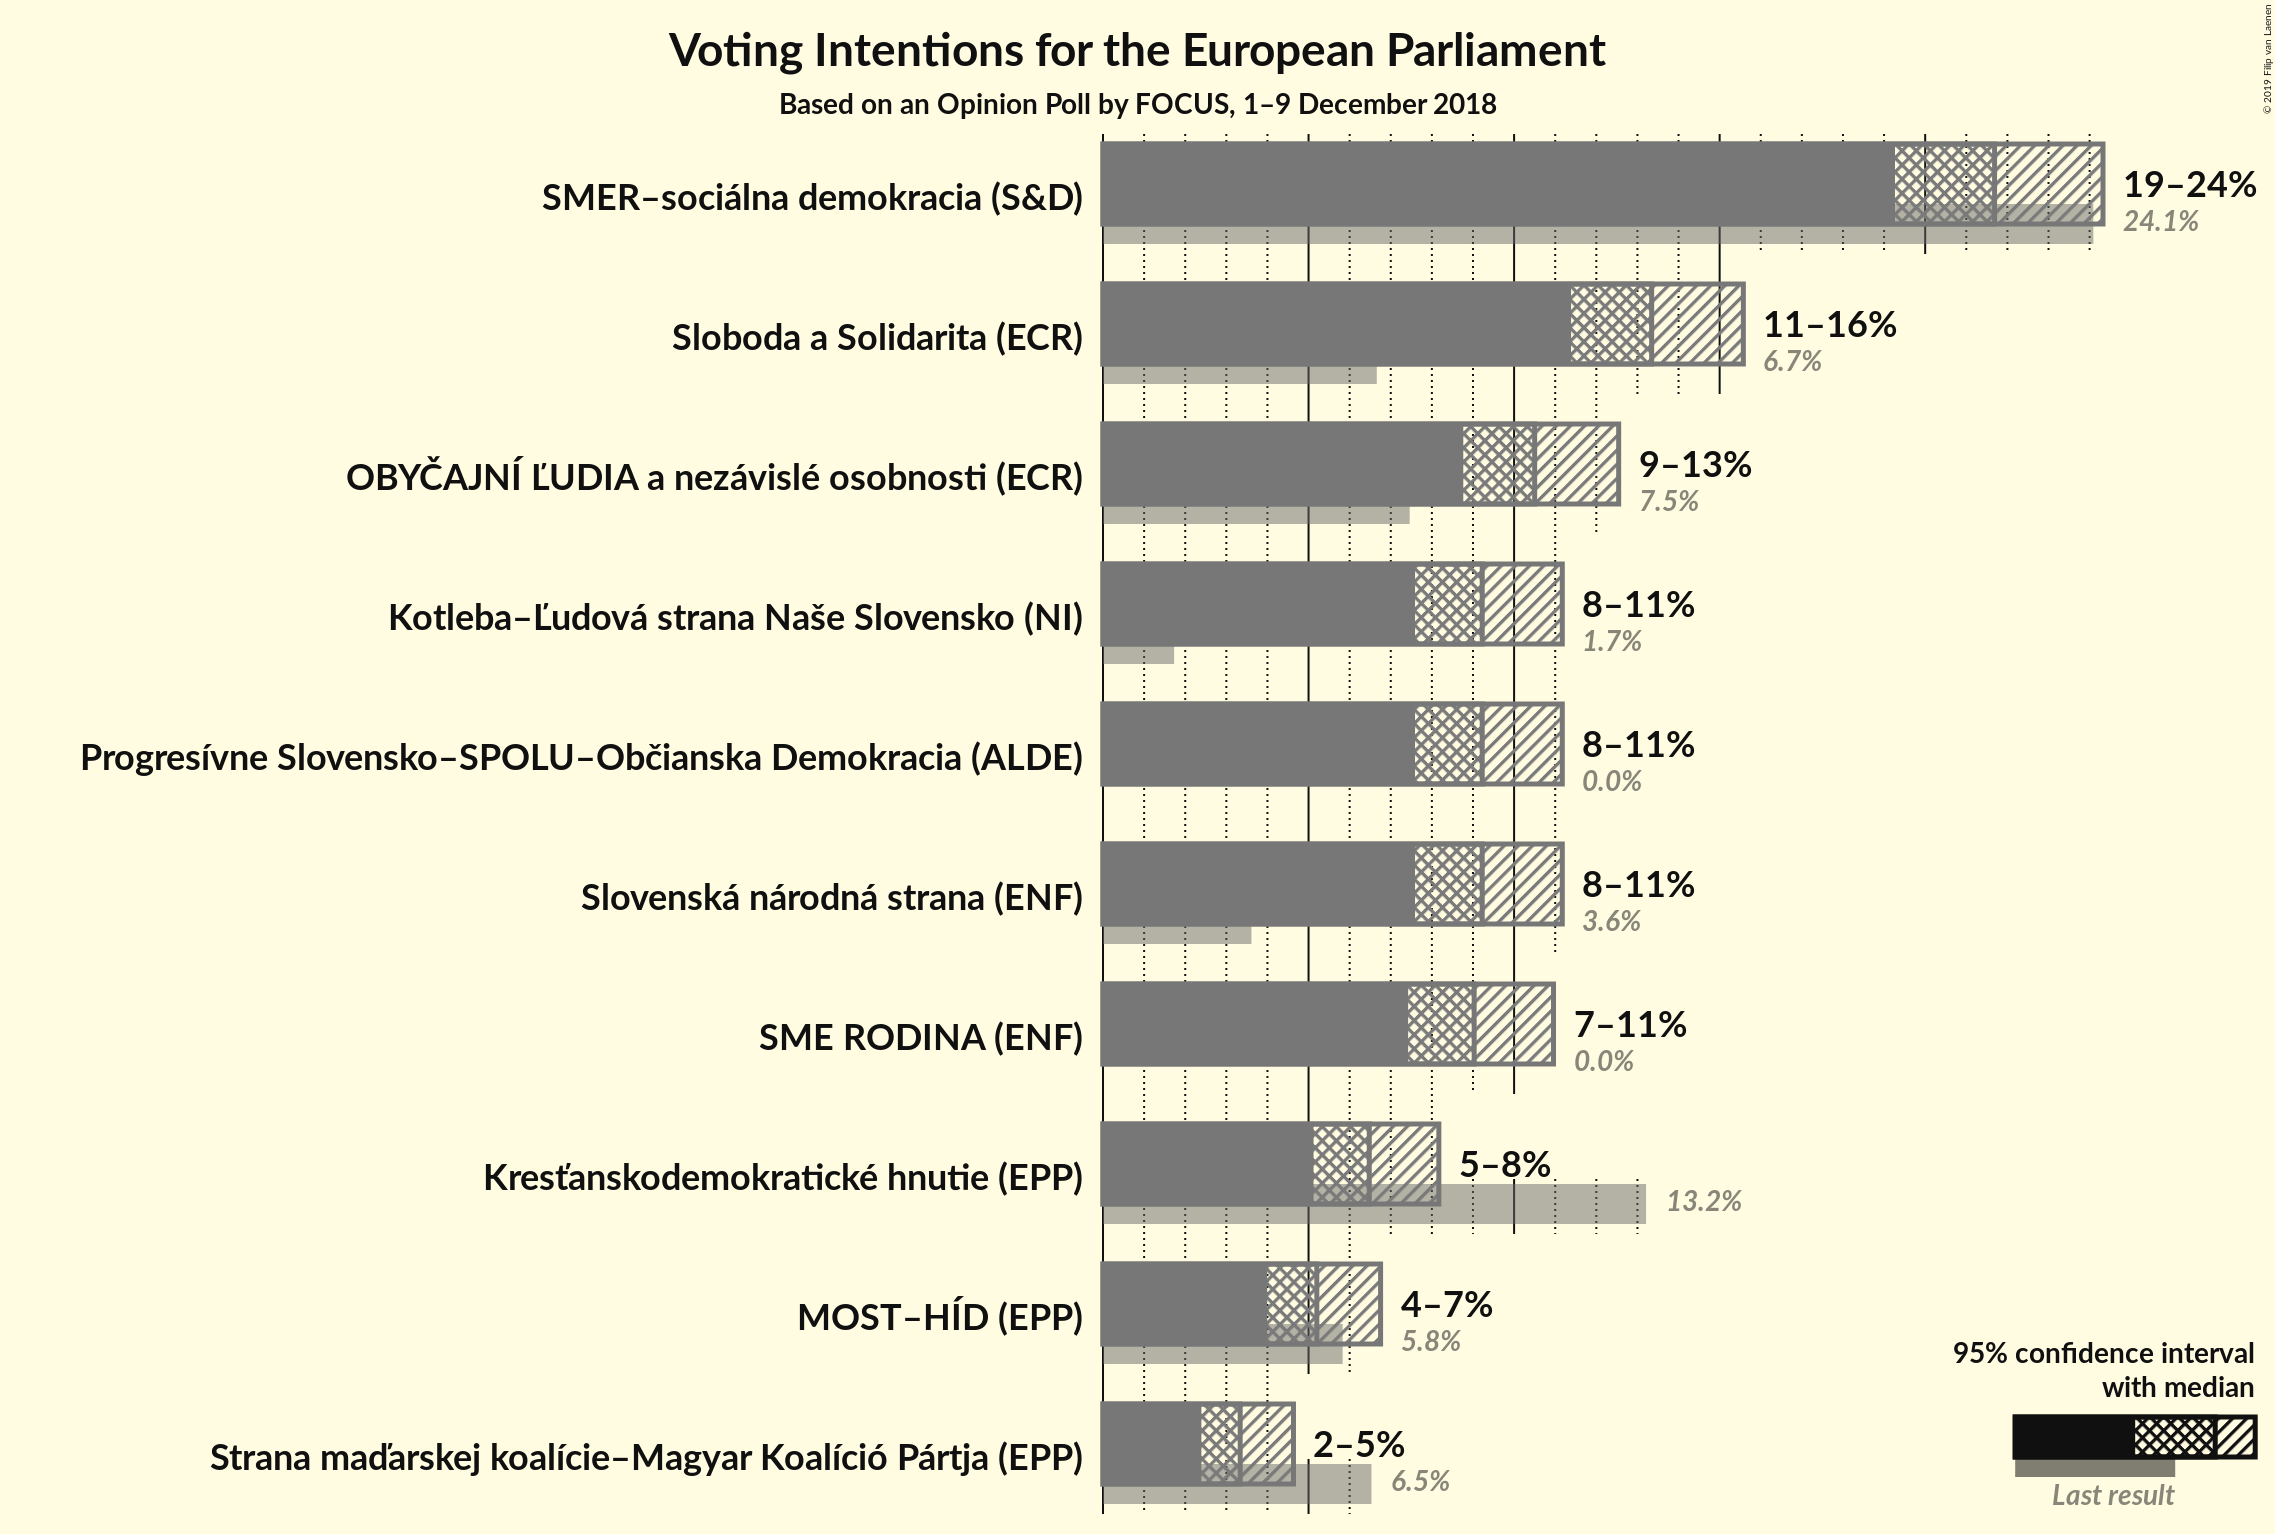 Voting Intentions for the European Parliament
Based on an Opinion Poll by FOCUS, 1–9 December 2018
© 2019 Filip van Laenen
SMER–sociálna demokracia (S&D)
19–24%
24.1%
Sloboda a Solidarita (ECR)
11–16%
6.7%
OBYČAJNÍ ĽUDIA a nezávislé osobnosti (ECR)
9–13%
7.5%
Kotleba–Ľudová strana Naše Slovensko (NI)
8–11%
1.7%
Progresívne Slovensko–SPOLU–Občianska Demokracia (ALDE)
8–11%
0.0%
Slovenská národná strana (ENF)
8–11%
3.6%
SME RODINA (ENF)
7–11%
0.0%
Kresťanskodemokratické hnutie (EPP)
5–8%
13.2%
MOST–HÍD (EPP)
4–7%
5.8%
Strana maďarskej koalície–Magyar Koalíció Pártja (EPP)
2–5%
6.5%
95% confidence interval
with median
Last result